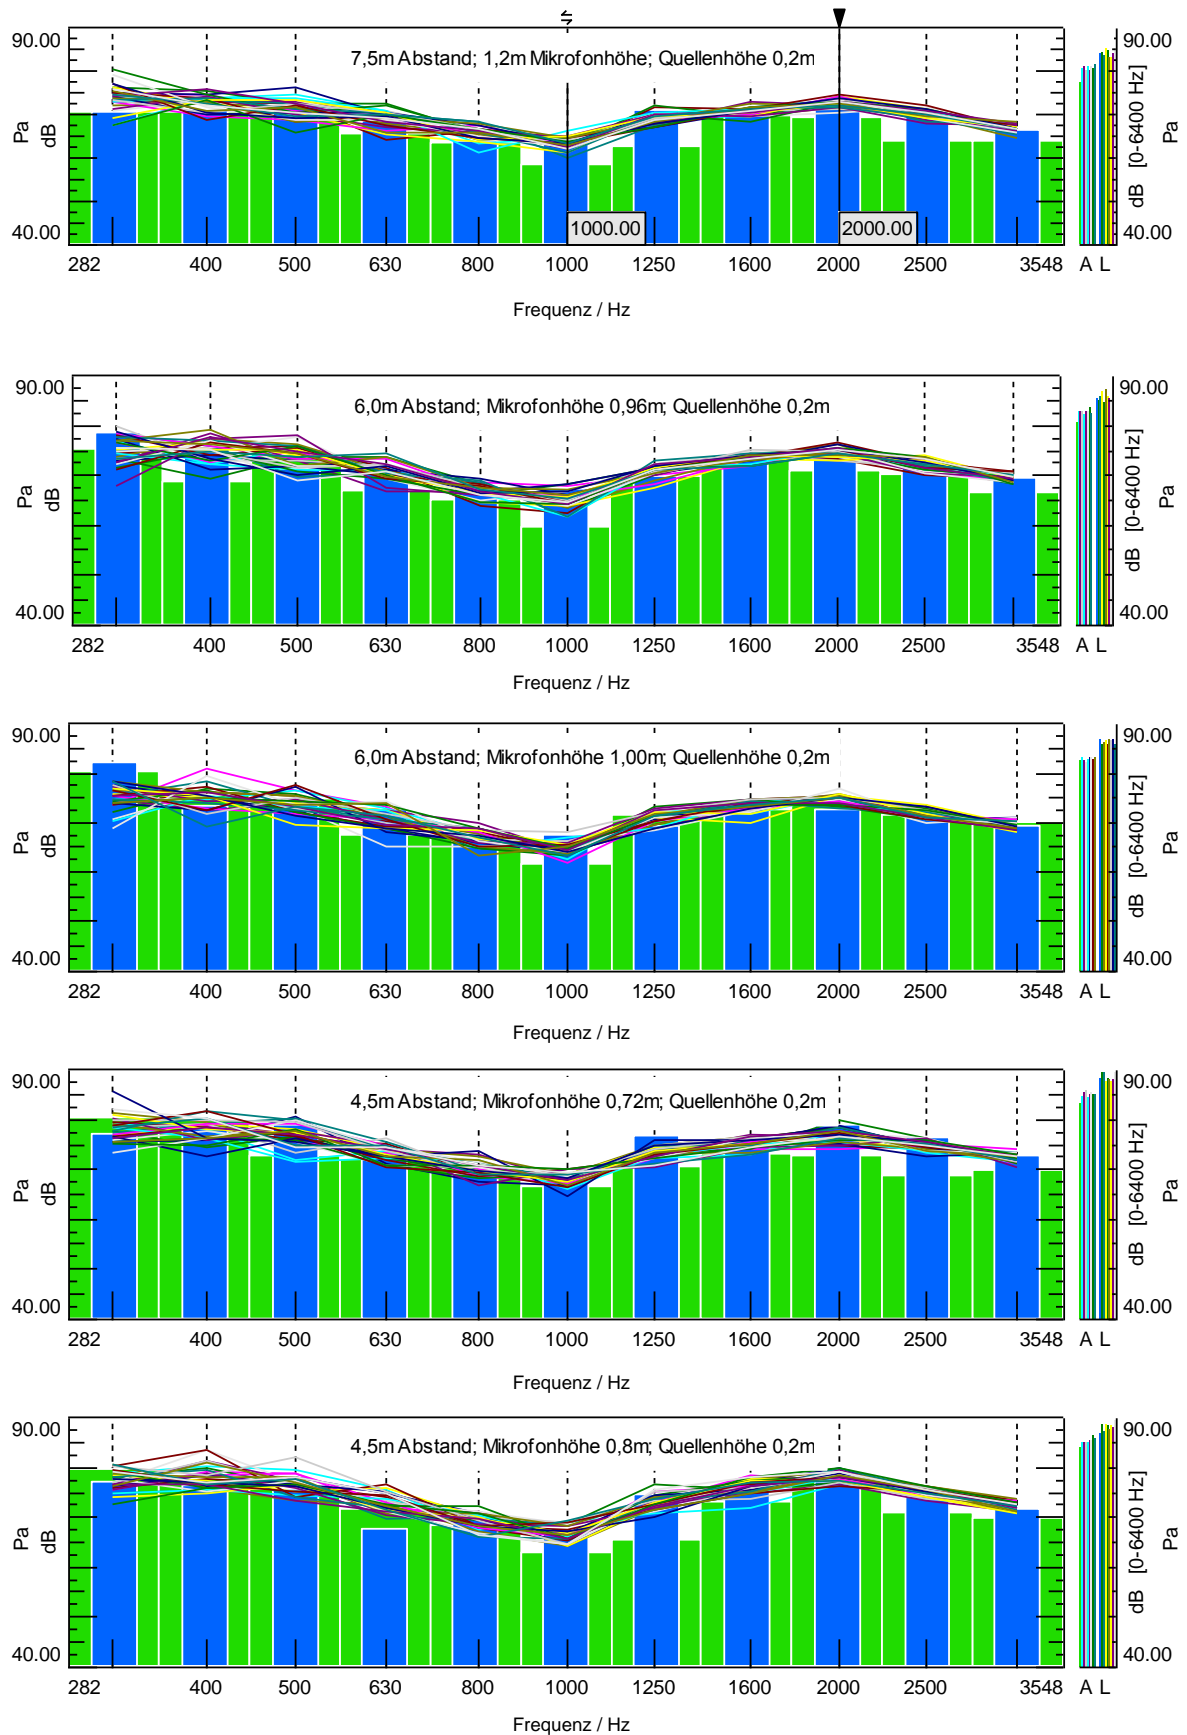 90.00
7,5m Abstand; 1,2m Mikrofonhöhe; Quellenhöhe 0,2m
Pa
dB
40.00
1000.00
2000.00
282 400 500 630 800 1000 1250 1600 2000 2500 3548
Frequenz / Hz
90.00
dB [0-6400 Hz]
Pa
40.00
A L
90.00
6,0m Abstand; Mikrofonhöhe 0,96m; Quellenhöhe 0,2m
Pa
dB
40.00
282 400 500 630 800 1000 1250 1600 2000 2500 3548
Frequenz / Hz
90.00
dB [0-6400 Hz]
Pa
40.00
A L
90.00
6,0m Abstand; Mikrofonhöhe 1,00m; Quellenhöhe 0,2m
Pa
dB
40.00
282 400 500 630 800 1000 1250 1600 2000 2500 3548
Frequenz / Hz
90.00
dB [0-6400 Hz]
Pa
40.00
A L
90.00
4,5m Abstand; Mikrofonhöhe 0,72m; Quellenhöhe 0,2m
Pa
dB
40.00
282 400 500 630 800 1000 1250 1600 2000 2500 3548
Frequenz / Hz
90.00
dB [0-6400 Hz]
Pa
40.00
A L
90.00
4,5m Abstand; Mikrofonhöhe 0,8m; Quellenhöhe 0,2m
Pa
dB
40.00
282 400 500 630 800 1000 1250 1600 2000 2500 3548
Frequenz / Hz
90.00
dB [0-6400 Hz]
Pa
40.00
A L